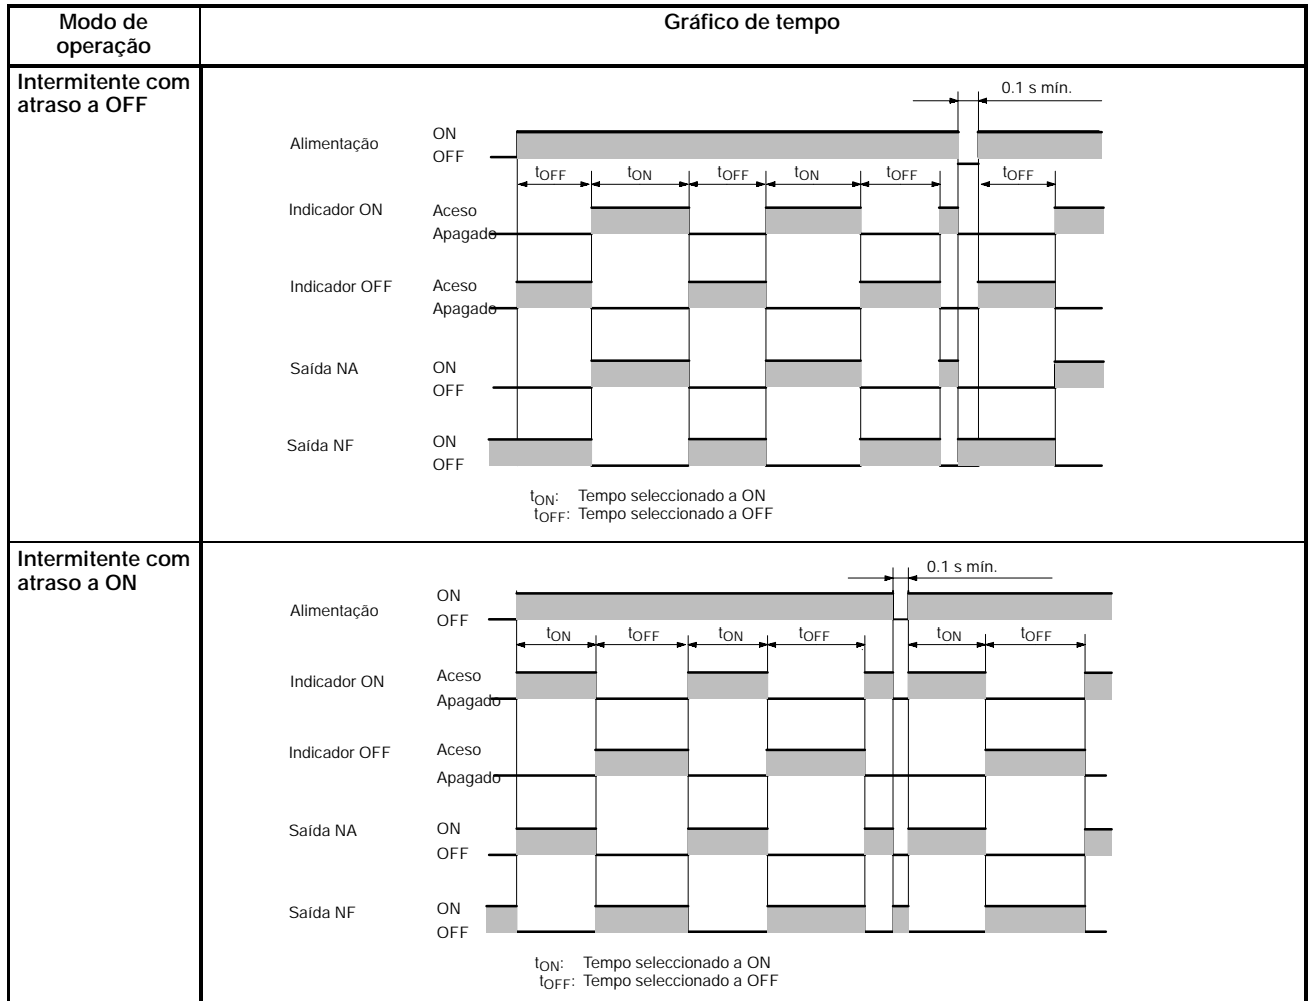 Modo de
operação
Gráfico de tempo
Intermitente com
atraso a OFF
0.1 s mín.
Alimentação
ON
OFF
tOFF tON tOFF tON tOFF tOFF
Indicador ON
Aceso
Apagado
Indicador OFF
Aceso
Apagado
Saída NA
ON
OFF
Saída NF
ON
OFF
tON: Tempo seleccionado a ON
tOFF: Tempo seleccionado a OFF
Intermitente com
atraso a ON
0.1 s mín.
Alimentação
ON
OFF
tON tOFF tON tOFF tON tOFF
Indicador ON
Aceso
Apagado
Indicador OFF
Aceso
Apagado
Saída NA
ON
OFF
Saída NF
ON
OFF
tON: Tempo seleccionado a ON
tOFF: Tempo seleccionado a OFF